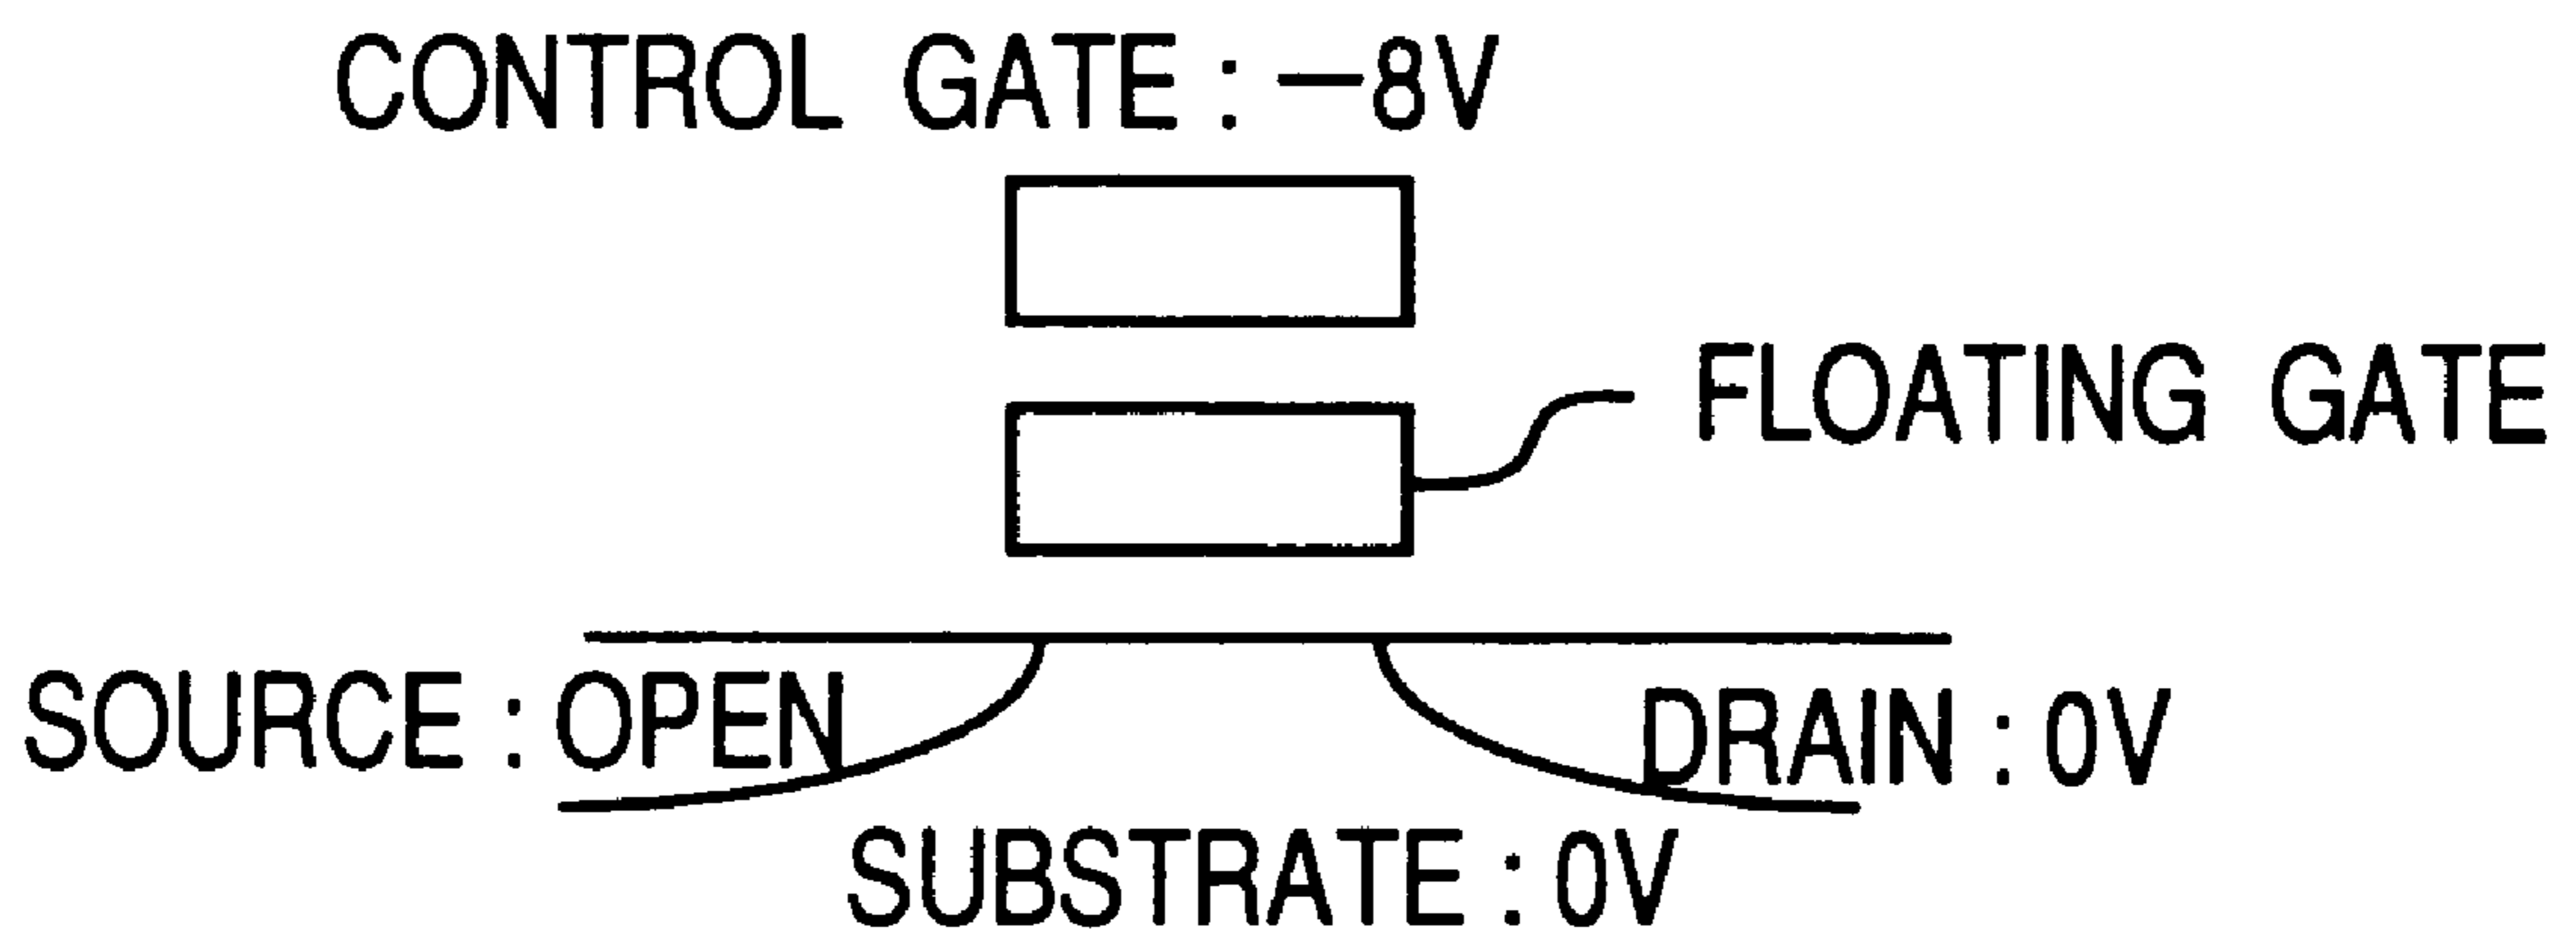 CONTROL GATE : −8V
FLOATING GATE
SOURCE : OPEN
DRAIN : 0V
SUBSTRATE : 0V